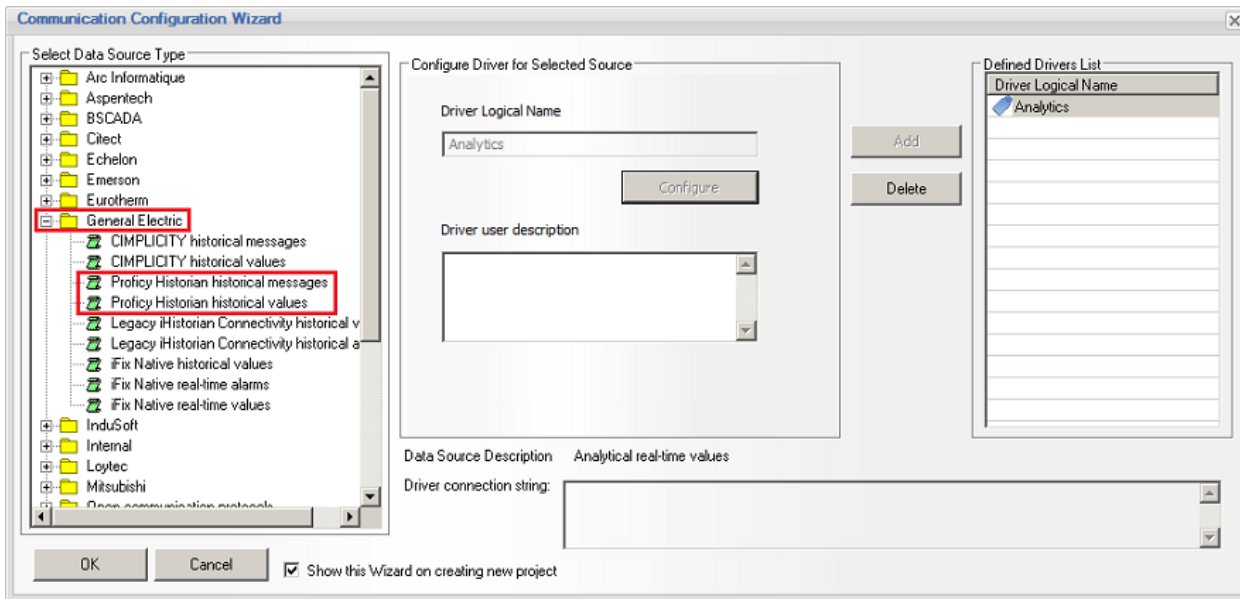 Communication Configuration Wizard
Select Data Source Type
Arc Informatique
Aspentech
BSCADA
Citect
Echelon
Emerson
Eurotherm
General Electric
CIMPLICITY historical messages
CIMPLICITY historical values
Proficy Historian historical messages
Proficy Historian historical values
Legacy iHistorian Connectivity historical v
Legacy iHistorian Connectivity historical a
iFix Native historical values
iFix Native real-time alarms
iFix Native real-time values
InduSoft
Internal
Loytec
Mitsubishi
Open communication protocols
Configure Driver for Selected Source
Driver Logical Name
Analytics
Configure
Driver user description
Add
Delete
Defined Drivers List
Driver Logical Name
Analytics
Data Source Description Analytical real-time values
Driver connection string:
OK
Cancel
Show this Wizard on creating new project